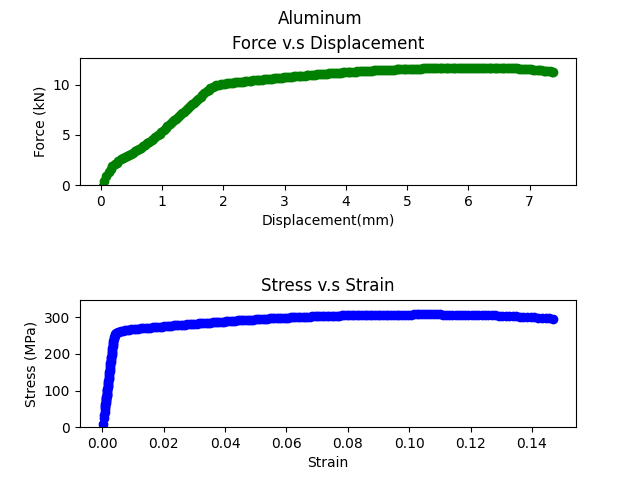 Aluminum
Force v.s Displacement
Force (kN)
10
5
0
0 1 2 3 4 5 6 7
Displacement(mm)
Stress v.s Strain
Stress (MPa)
300
200
100
0
0.00 0.02 0.04 0.06 0.08 0.10 0.12 0.14
Strain